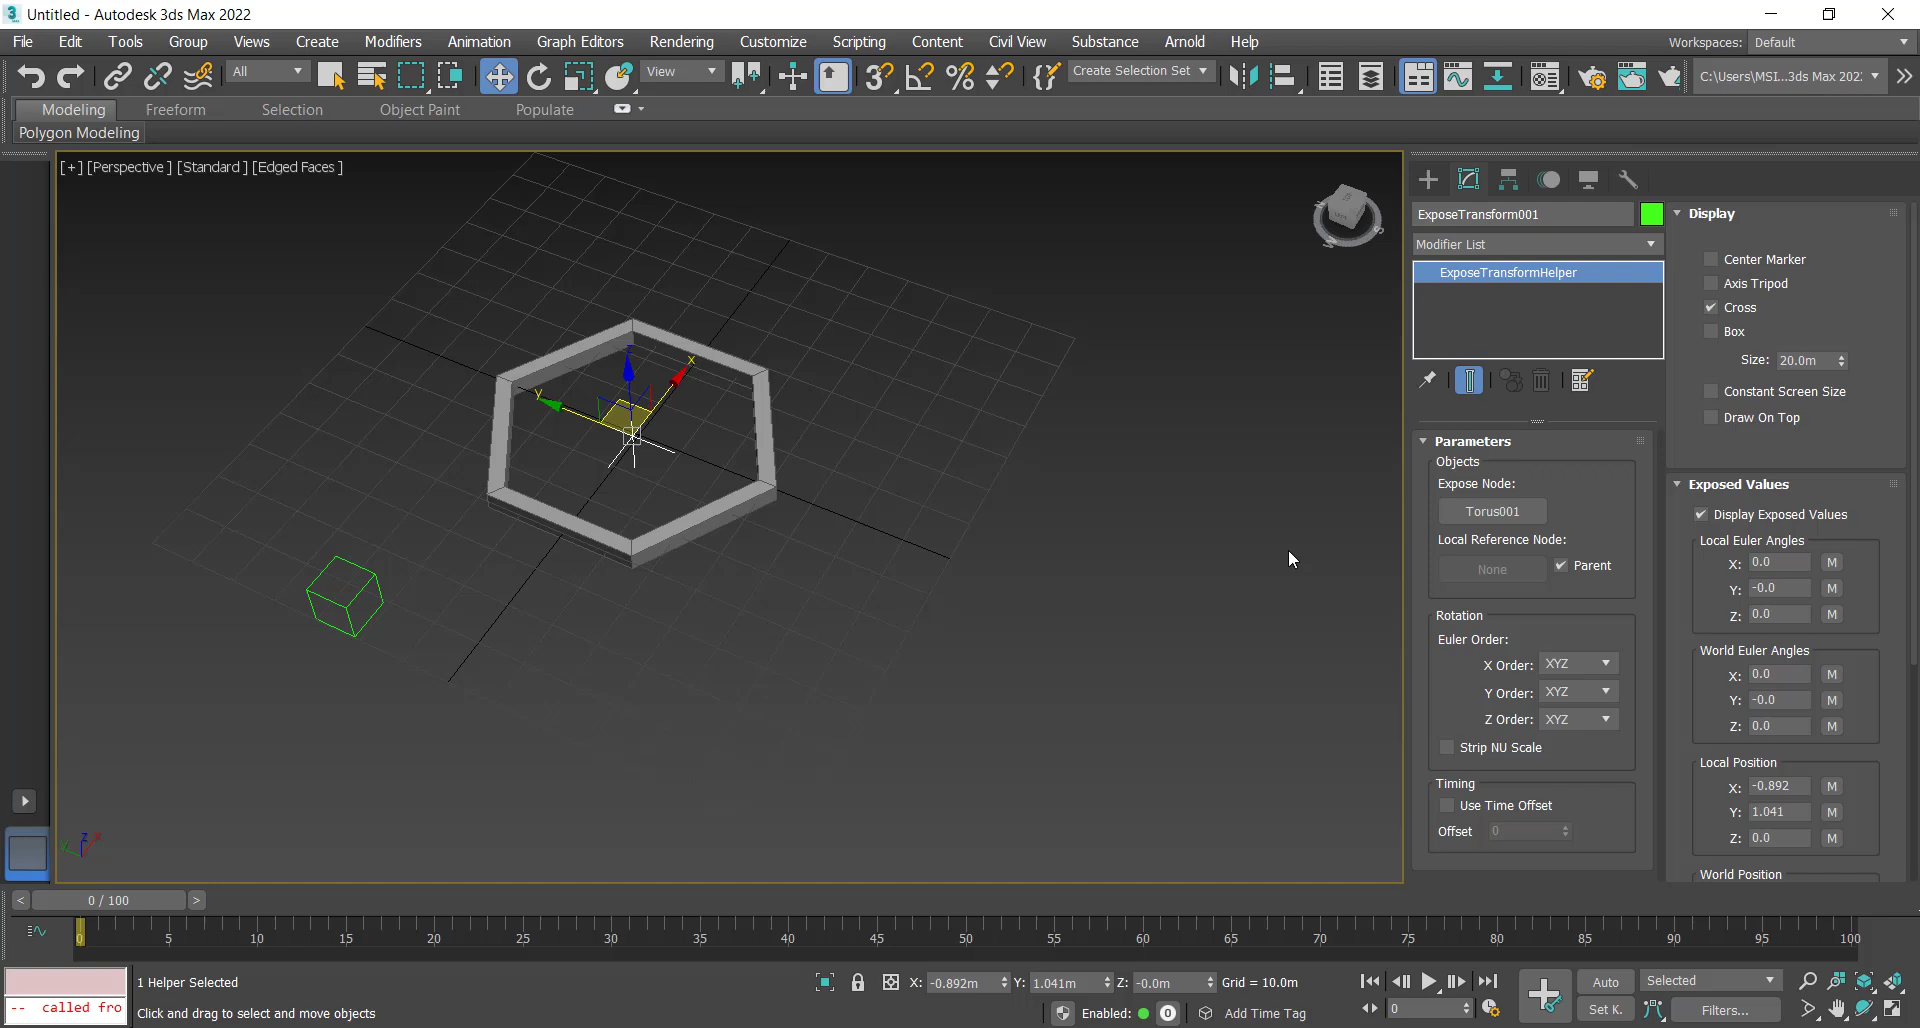 Untitled - Autodesk 3ds Max 2022
File Edit Tools Group Views Create Modifiers Animation Graph Editors Rendering Customize Scripting Content Civil View Substance Arnold Help Workspaces: Default
All View Create Selection Set C:\Users\MSI...3ds Max 202:
Modeling Freeform Selection Object Paint Populate
Polygon Modeling
[+] [Perspective ] [Standard ] [Edged Faces ]
ExposeTransform001
Modifier List
ExposeTransformHelper
Parameters
Objects
Expose Node:
Torus001
Local Reference Node:
None Parent
Rotation
Euler Order:
X Order: XYZ
Y Order: XYZ
Z Order: XYZ
Strip NU Scale
Timing
Use Time Offset
Offset 0
Display
Center Marker
Axis Tripod
Cross
Box
Size: 20.0m
Constant Screen Size
Draw On Top
Exposed Values
Display Exposed Values
Local Euler Angles
X: 0.0 M
Y: -0.0 M
Z: 0.0 M
World Euler Angles
X: 0.0 M
Y: -0.0 M
Z: 0.0 M
Local Position
X: -0.892 M
Y: 1.041 M
Z: 0.0 M
World Position
z
x
y
z x
y
< 0 / 100 >
0 5 10 15 20 25 30 35 40 45 50 55 60 65 70 75 80 85 90 95 100
1 Helper Selected X: -0.892m Y: 1.041m Z: -0.0m Grid = 10.0m Auto Selected
-- called fro Click and drag to select and move objects Enabled: 0 Add Time Tag 0 Set K. Filters...